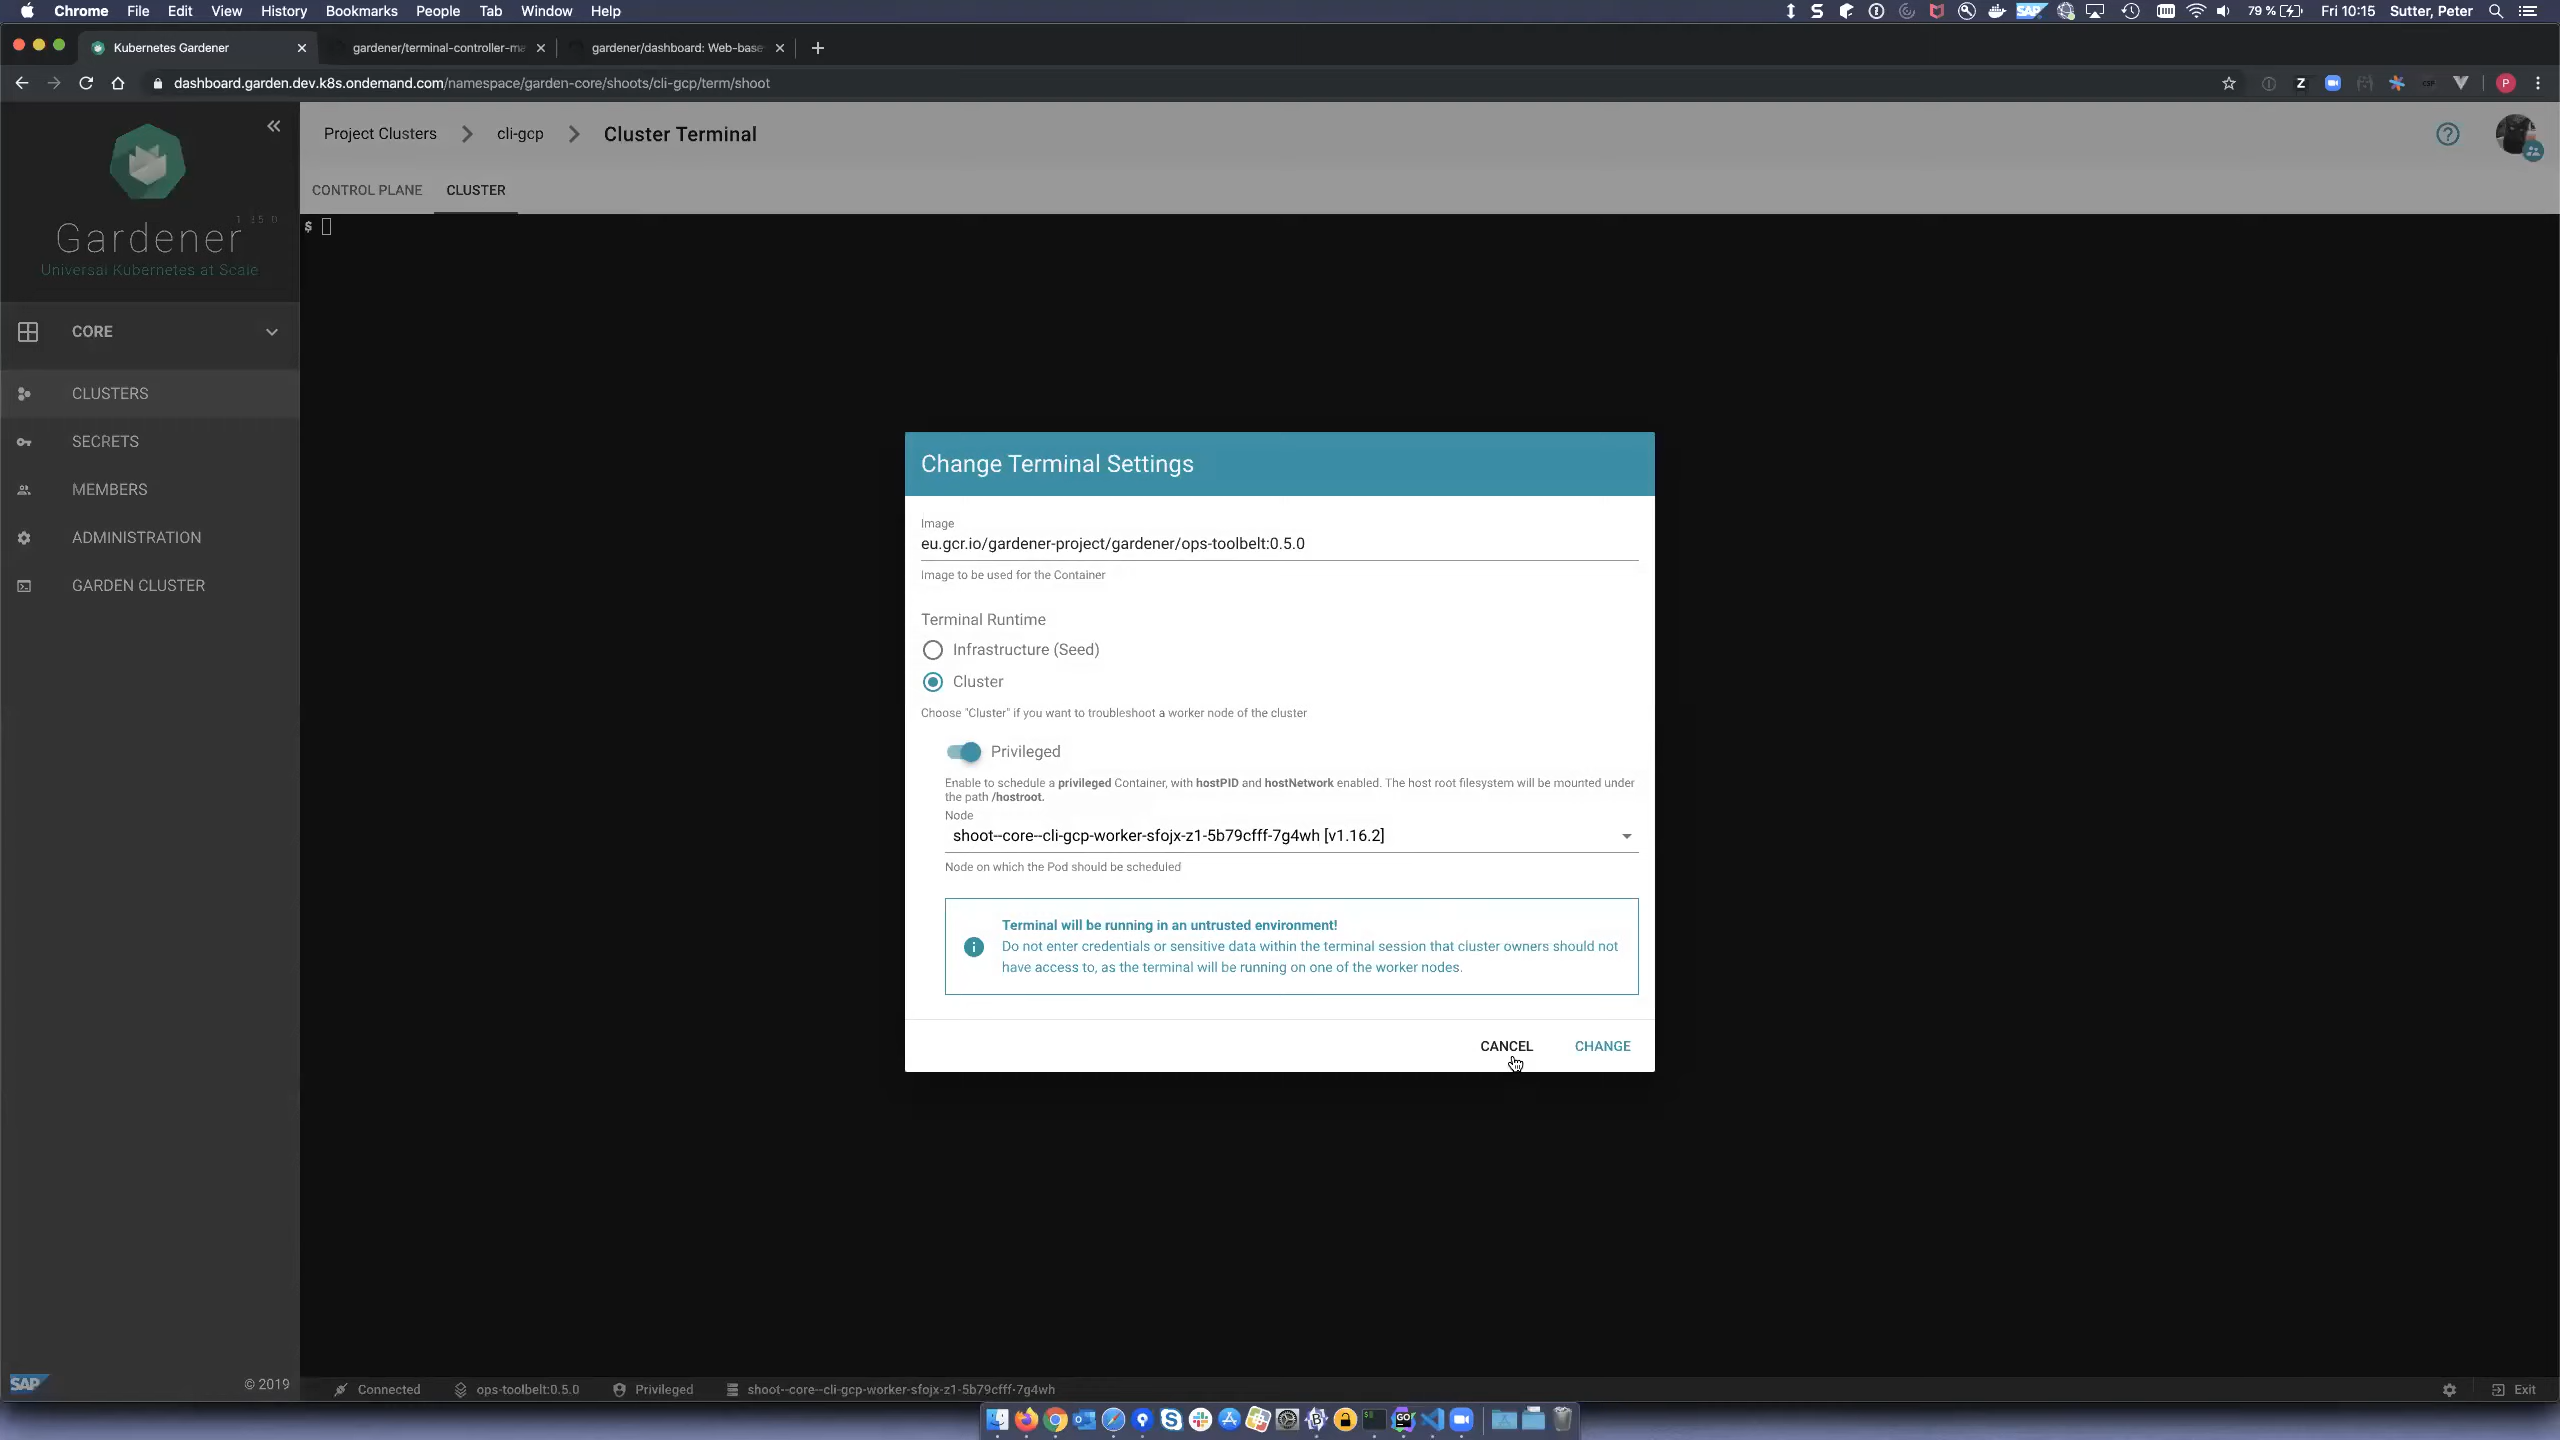 Chrome File Edit View History Bookmarks People Tab Window Help
79 % Fri 10:15 Sutter, Peter
Kubernetes Gardener
gardener/terminal-controller-ma
gardener/dashboard: Web-base
dashboard.garden.dev.k8s.ondemand.com/namespace/garden-core/shoots/cli-gcp/term/shoot
Project Clusters > cli-gcp > Cluster Terminal
CONTROL PLANE CLUSTER
$
Gardener
Universal Kubernetes at Scale
CORE
CLUSTERS
SECRETS
MEMBERS
ADMINISTRATION
GARDEN CLUSTER
Change Terminal Settings
Image
eu.gcr.io/gardener-project/gardener/ops-toolbelt:0.5.0
Image to be used for the Container
Terminal Runtime
Infrastructure (Seed)
Cluster
Choose "Cluster" if you want to troubleshoot a worker node of the cluster
Privileged
Enable to schedule a privileged Container, with hostPID and hostNetwork enabled. The host root filesystem will be mounted under
the path /hostroot.
Node
shoot--core--cli-gcp-worker-sfojx-z1-5b79cfff-7g4wh [v1.16.2]
Node on which the Pod should be scheduled
Terminal will be running in an untrusted environment!
Do not enter credentials or sensitive data within the terminal session that cluster owners should not
have access to, as the terminal will be running on one of the worker nodes.
CANCEL CHANGE
SAP © 2019
Connected ops-toolbelt:0.5.0 Privileged shoot--core--cli-gcp-worker-sfojx-z1-5b79cfff-7g4wh Exit